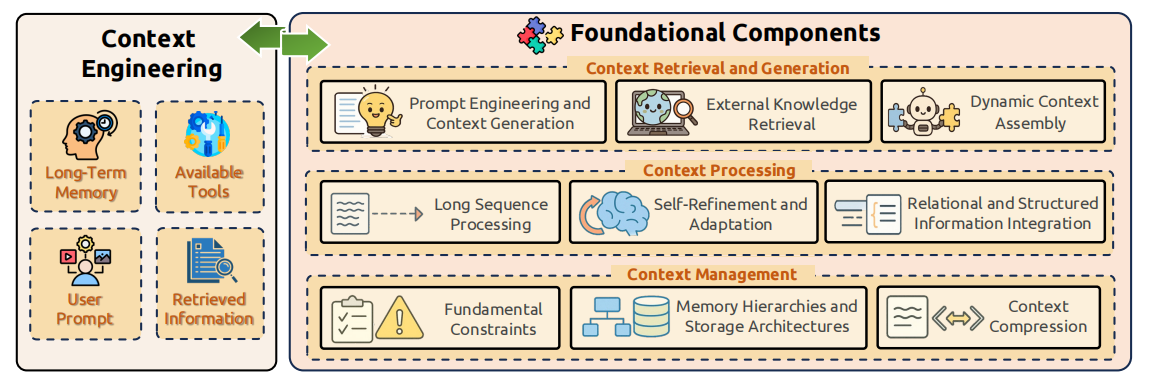 Context
Engineering
Long-Term
Memory
Available
Tools
User
Prompt
Retrieved
Information
Foundational Components
Context Retrieval and Generation
Prompt Engineering and
Context Generation
External Knowledge
Retrieval
Dynamic Context
Assembly
Context Processing
Long Sequence
Processing
Self-Refinement and
Adaptation
Relational and Structured
Information Integration
Context Management
Fundamental
Constraints
Memory Hierarchies and
Storage Architectures
Context
Compression